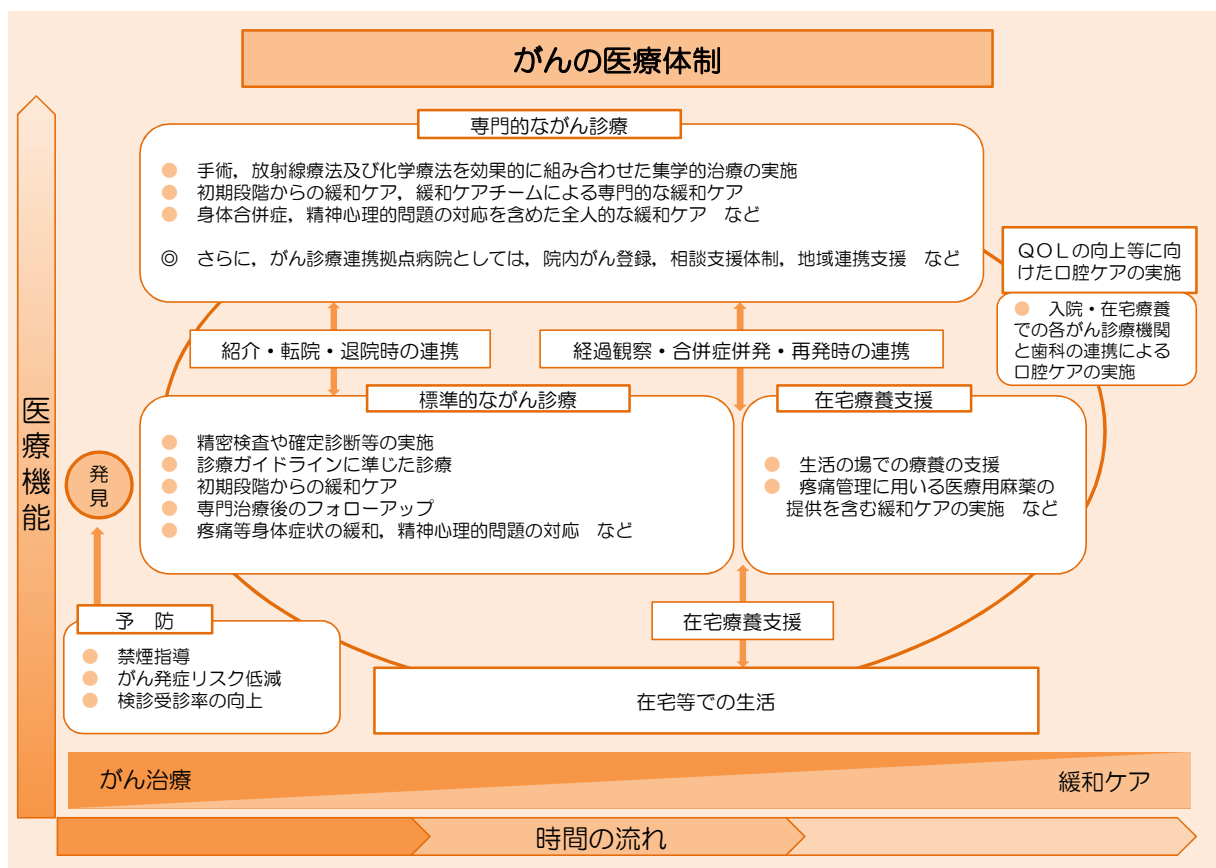 がんの医療体制
専門的ながん診療
● 手術，放射線療法及び化学療法を効果的に組み合わせた集学的治療の実施
● 初期段階からの緩和ケア，緩和ケアチームによる専門的な緩和ケア
● 身体合併症，精神心理的問題の対応を含めた全人的な緩和ケア　など
◎ さらに，がん診療連携拠点病院としては，院内がん登録，相談支援体制，地域連携支援　など
ＱＯＬの向上等に向
けた口腔ケアの実施
● 入院・在宅療養
での各がん診療機関
と歯科の連携による
口腔ケアの実施
紹介・転院・退院時の連携
経過観察・合併症併発・再発時の連携
標準的ながん診療
● 精密検査や確定診断等の実施
● 診療ガイドラインに準じた診療
● 初期段階からの緩和ケア
● 専門治療後のフォローアップ
● 疼痛等身体症状の緩和，精神心理的問題の対応　など
在宅療養支援
● 生活の場での療養の支援
● 疼痛管理に用いる医療用麻薬の
提供を含む緩和ケアの実施　など
医療機能
発
見
予　防
● 禁煙指導
● がん発症リスク低減
● 検診受診率の向上
在宅療養支援
在宅等での生活
がん治療
緩和ケア
時間の流れ